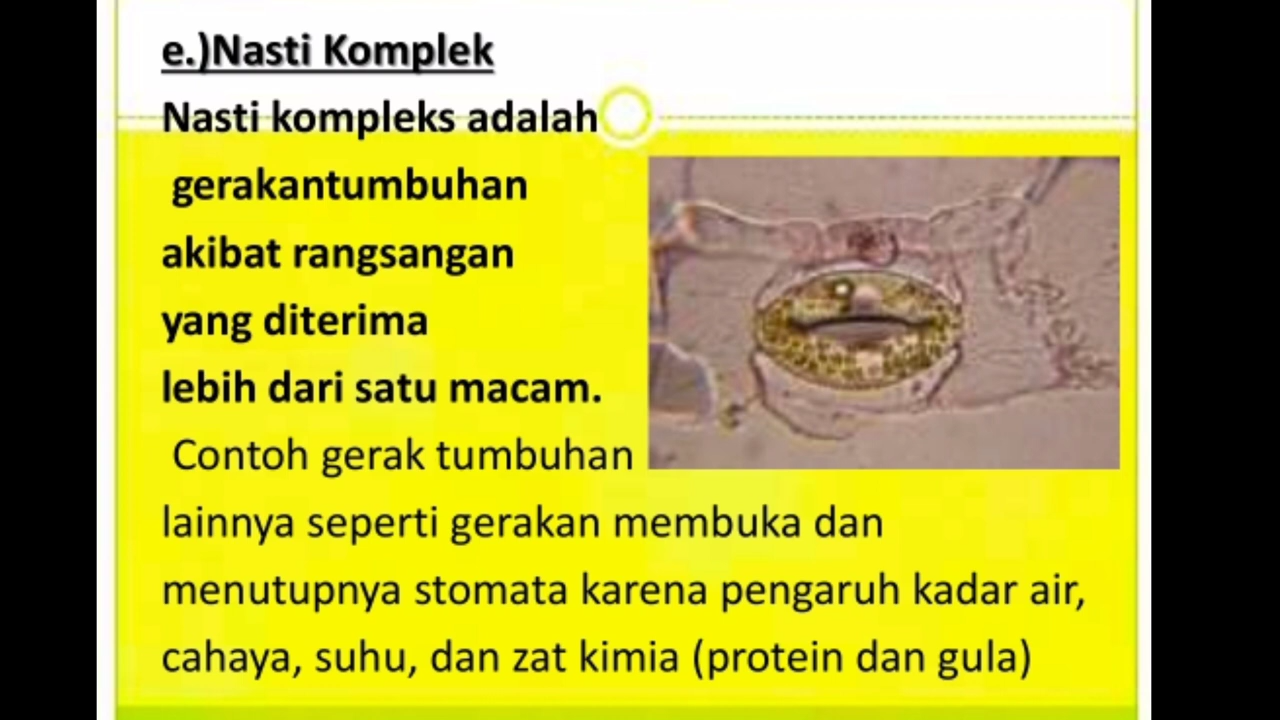 e.)Nasti Komplek
Nasti kompleks adalah
gerakantumbuhan
akibat rangsangan
yang diterima
lebih dari satu macam.
Contoh gerak tumbuhan
lainnya seperti gerakan membuka dan
menutupnya stomata karena pengaruh kadar air,
cahaya, suhu, dan zat kimia (protein dan gula)